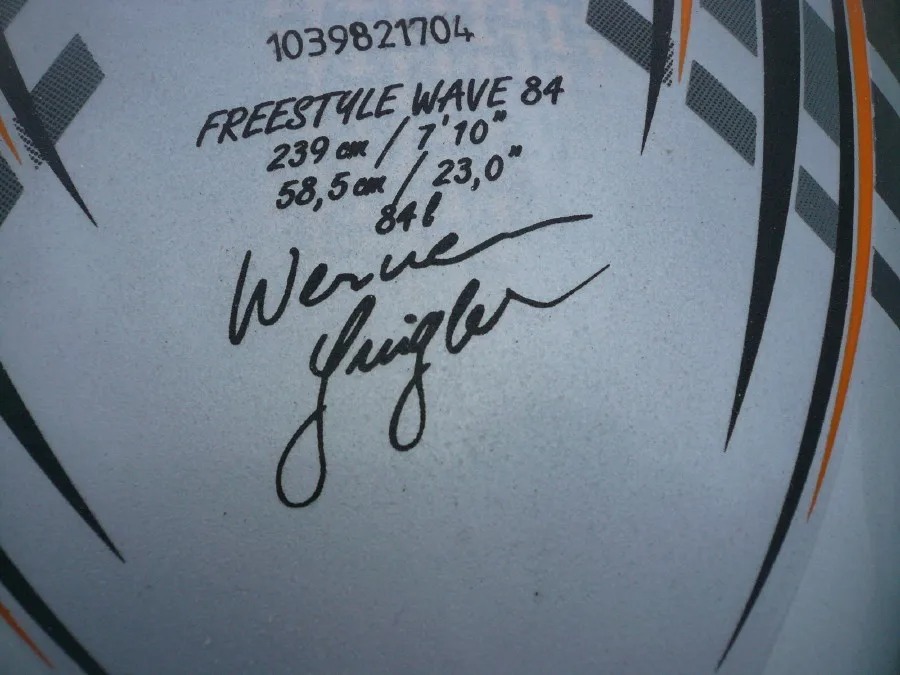 1039821704
FREESTYLE WAVE 84
239 cm / 7'10"
58,5 cm / 23,0"
84 l
Werner
Gnigler